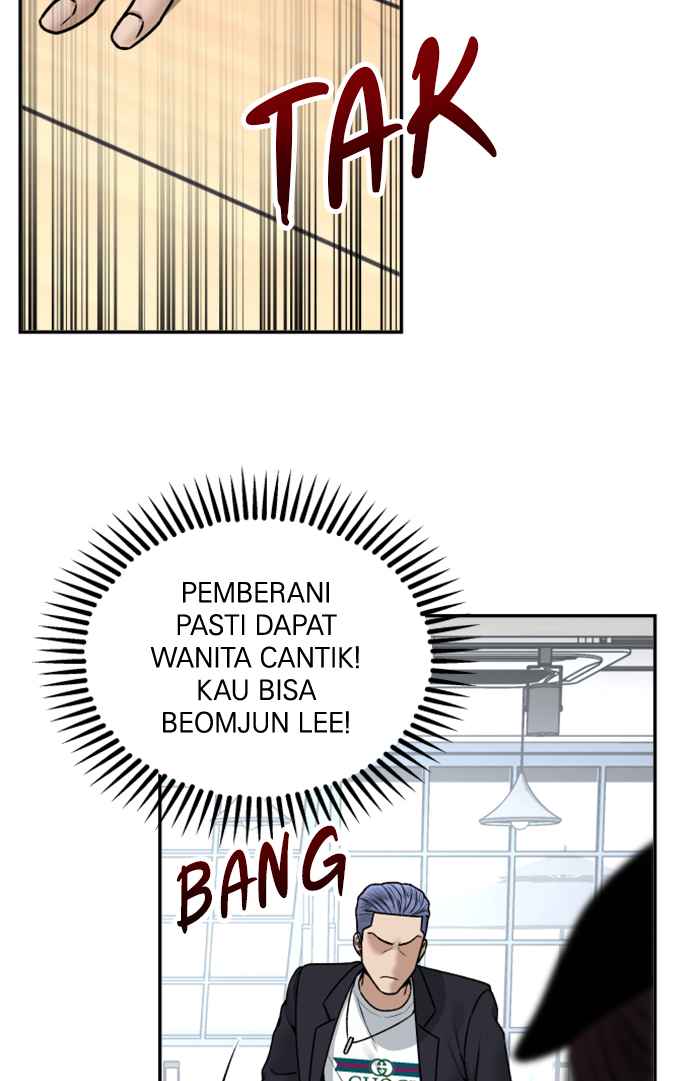 TAK
PEMBERANI
PASTI DAPAT
WANITA CANTIK!
KAU BISA
BEOMJUN LEE!
BANG